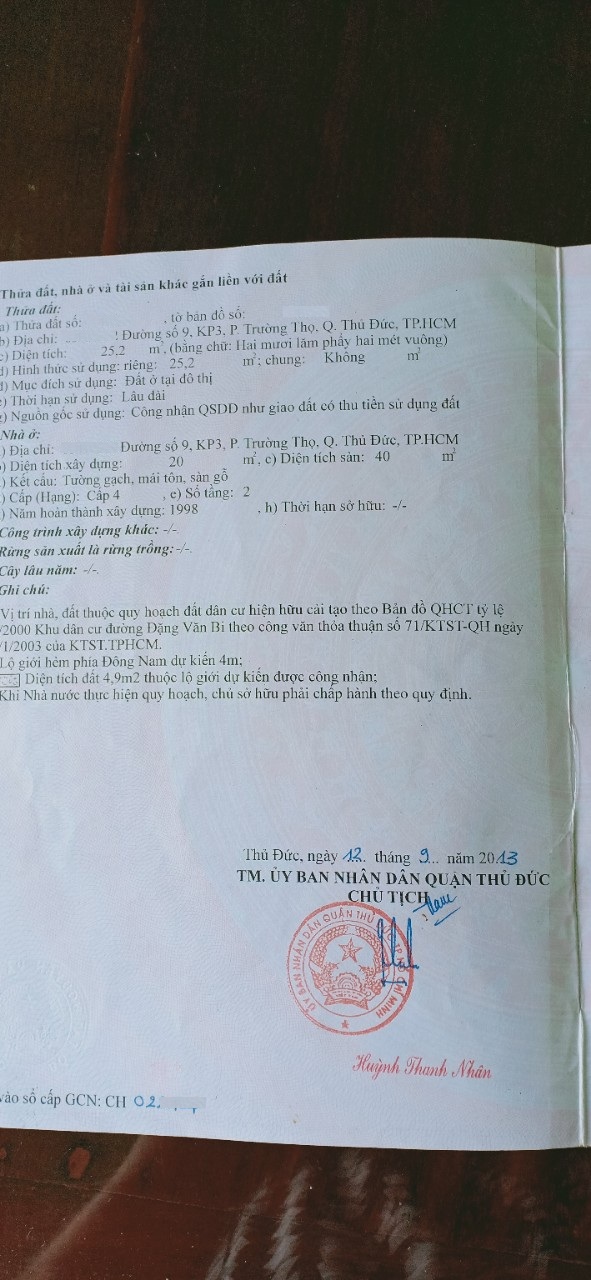 Thửa đất, nhà ở và tài sản khác gắn liền với đất
Thửa đất:
a) Thửa đất số: , tờ bản đồ số:
b) Địa chỉ: Đường số 9, KP3, P. Trường Thọ, Q. Thủ Đức, TP.HCM
c) Diện tích: 25,2 m², (bằng chữ: Hai mươi lăm phẩy hai mét vuông)
d) Hình thức sử dụng: riêng: 25,2 m²; chung: Không m²
đ) Mục đích sử dụng: Đất ở tại đô thị
) Thời hạn sử dụng: Lâu dài
) Nguồn gốc sử dụng: Công nhận QSDĐ như giao đất có thu tiền sử dụng đất
Nhà ở:
) Địa chỉ: Đường số 9, KP3, P. Trường Thọ, Q. Thủ Đức, TP.HCM
) Diện tích xây dựng: 20 m², c) Diện tích sàn: 40 m²
) Kết cấu: Tường gạch, mái tôn, sàn gỗ
) Cấp (Hạng): Cấp 4 , e) Số tầng: 2
) Năm hoàn thành xây dựng: 1998 , h) Thời hạn sở hữu: -/-
Công trình xây dựng khác: -/-
Rừng sản xuất là rừng trồng: -/-
Cây lâu năm: -/-
Ghi chú:
Vị trí nhà, đất thuộc quy hoạch đất dân cư hiện hữu cải tạo theo Bản đồ QHCT tỷ lệ
/2000 Khu dân cư đường Đặng Văn Bi theo công văn thỏa thuận số 71/KTST-QH ngày
/1/2003 của KTST.TPHCM.
Lộ giới hẻm phía Đông Nam dự kiến 4m;
Diện tích đất 4,9m2 thuộc lộ giới dự kiến được công nhận;
Khi Nhà nước thực hiện quy hoạch, chủ sở hữu phải chấp hành theo quy định.
Thủ Đức, ngày 12. tháng 9... năm 2013
TM. ỦY BAN NHÂN DÂN QUẬN THỦ ĐỨC
CHỦ TỊCH
ỦY BAN NHÂN DÂN QUẬN THỦ ĐỨC TP HỒ CHÍ MINH
Huỳnh Thanh Nhân
vào sổ cấp GCN: CH 02.